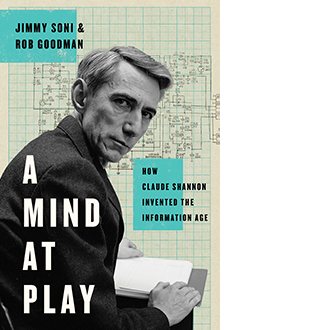 JIMMY SONI &
ROB GOODMAN
A
MIND
AT
PLAY
HOW
CLAUDE SHANNON
INVENTED THE
INFORMATION AGE